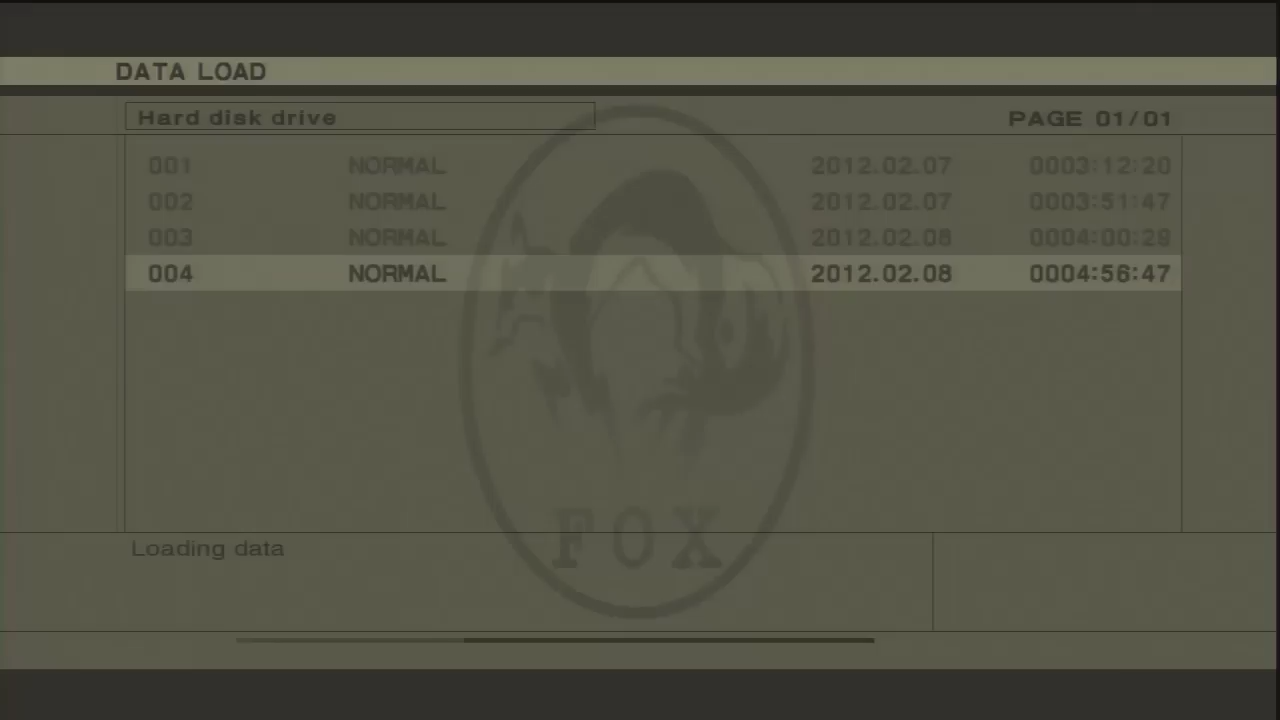 DATA LOAD
Hard disk drive PAGE 01/01
001 NORMAL 2012.02.07 0003:12:20
002 NORMAL 2012.02.07 0003:51:47
003 NORMAL 2012.02.08 0004:00:29
004 NORMAL 2012.02.08 0004:56:47
FOX
Loading data